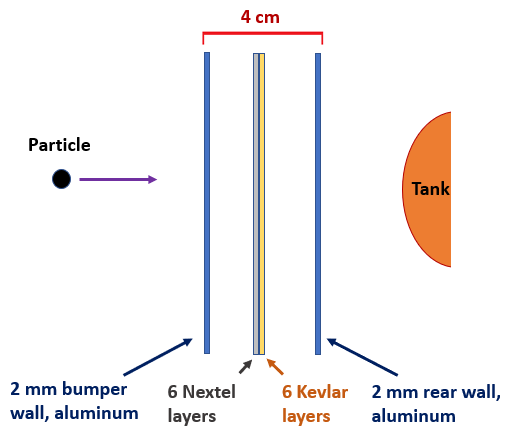 4 cm
Particle
Tank
2 mm bumper
wall, aluminum
6 Nextel
layers
6 Kevlar
layers
2 mm rear wall,
aluminum